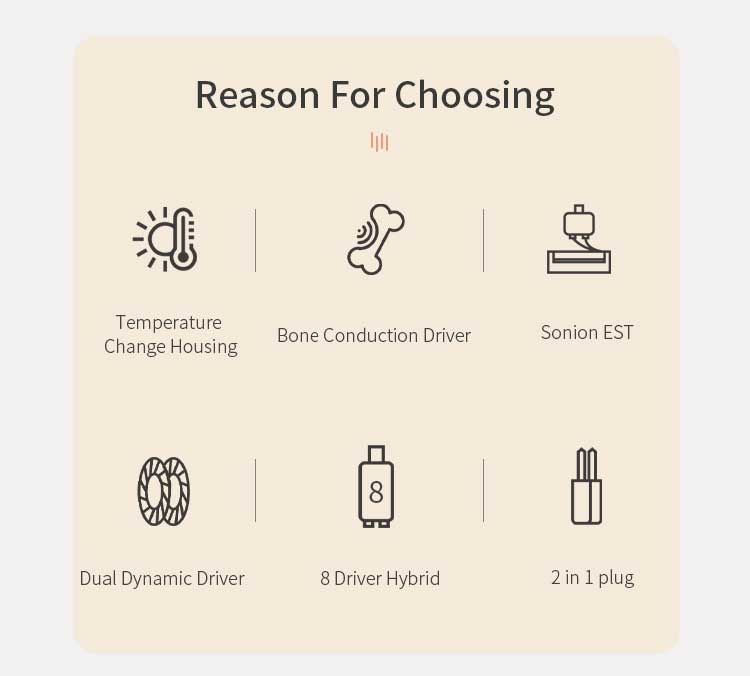 Reason For Choosing
Temperature
Change Housing
Bone Conduction Driver
Sonion EST
8
Dual Dynamic Driver
8 Driver Hybrid
2 in 1 plug